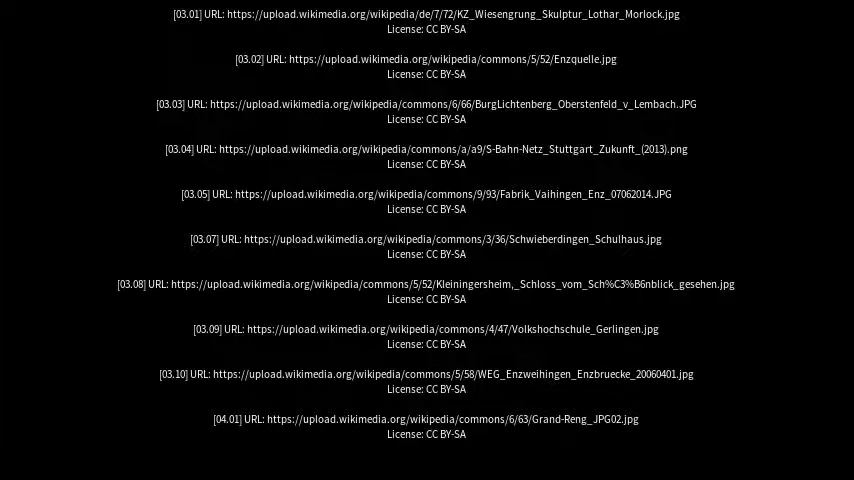 [03.01] URL: https://upload.wikimedia.org/wikipedia/de/7/72/KZ_Wiesengrung_Skulptur_Lothar_Morlock.jpg
License: CC BY-SA
[03.02] URL: https://upload.wikimedia.org/wikipedia/commons/5/52/Enzquelle.jpg
License: CC BY-SA
[03.03] URL: https://upload.wikimedia.org/wikipedia/commons/6/66/BurgLichtenberg_Oberstenfeld_v_Lembach.JPG
License: CC BY-SA
[03.04] URL: https://upload.wikimedia.org/wikipedia/commons/a/a9/S-Bahn-Netz_Stuttgart_Zukunft_(2013).png
License: CC BY-SA
[03.05] URL: https://upload.wikimedia.org/wikipedia/commons/9/93/Fabrik_Vaihingen_Enz_07062014.JPG
License: CC BY-SA
[03.07] URL: https://upload.wikimedia.org/wikipedia/commons/3/36/Schwieberdingen_Schulhaus.jpg
License: CC BY-SA
[03.08] URL: https://upload.wikimedia.org/wikipedia/commons/5/52/Kleiningersheim,_Schloss_vom_Sch%C3%B6nblick_gesehen.jpg
License: CC BY-SA
[03.09] URL: https://upload.wikimedia.org/wikipedia/commons/4/47/Volkshochschule_Gerlingen.jpg
License: CC BY-SA
[03.10] URL: https://upload.wikimedia.org/wikipedia/commons/5/58/WEG_Enzweihingen_Enzbruecke_20060401.jpg
License: CC BY-SA
[04.01] URL: https://upload.wikimedia.org/wikipedia/commons/6/63/Grand-Reng_JPG02.jpg
License: CC BY-SA